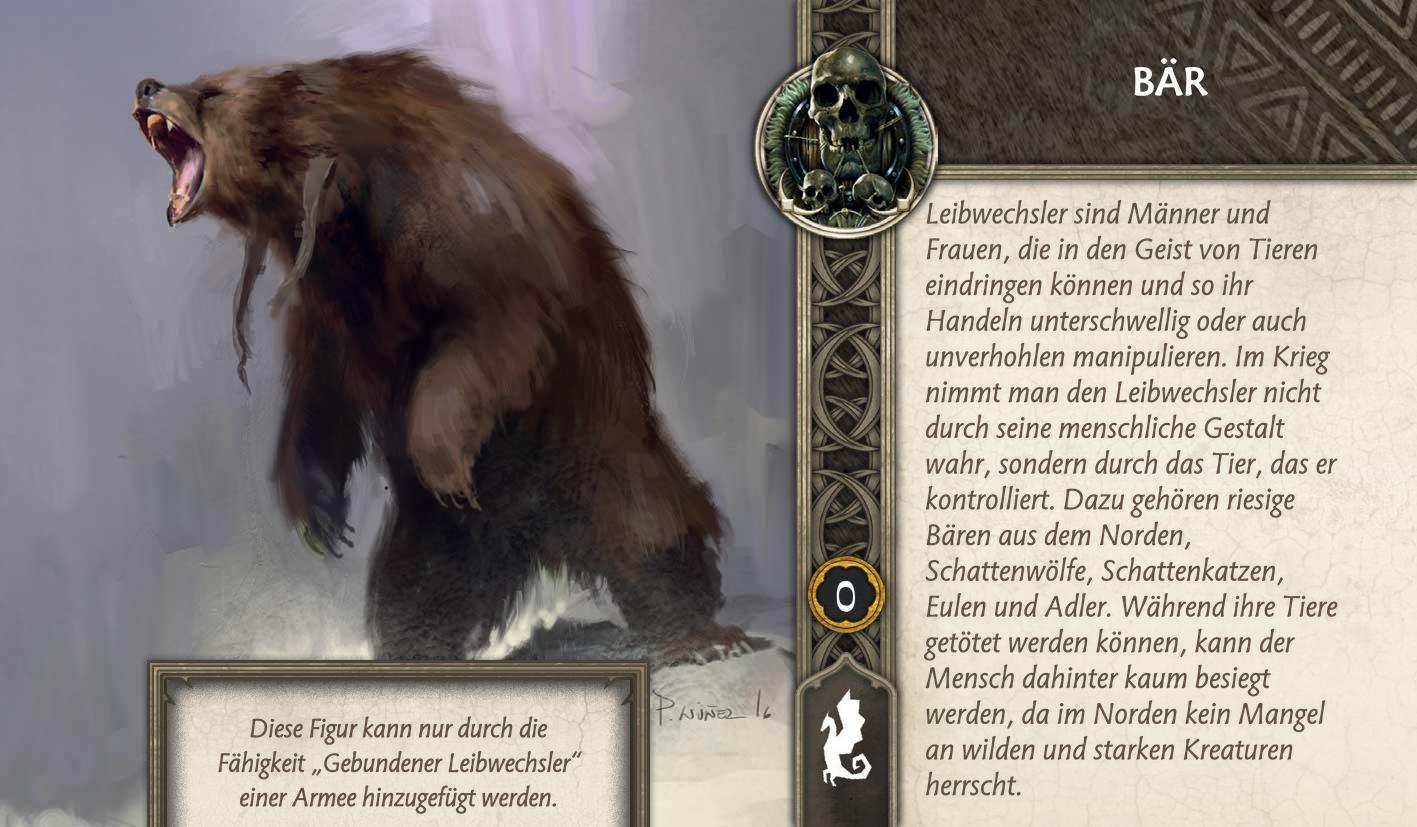 BÄR
Leibwechsler sind Männer und
Frauen, die in den Geist von Tieren
eindringen können und so ihr
Handeln unterschwellig oder auch
unverhohlen manipulieren. Im Krieg
nimmt man den Leibwechsler nicht
durch seine menschliche Gestalt
wahr, sondern durch das Tier, das er
kontrolliert. Dazu gehören riesige
Bären aus dem Norden,
Schattenwölfe, Schattenkatzen,
Eulen und Adler. Während ihre Tiere
getötet werden können, kann der
Mensch dahinter kaum besiegt
werden, da im Norden kein Mangel
an wilden und starken Kreaturen
herrscht.
0
P. NUÑEZ 16
Diese Figur kann nur durch die
Fähigkeit „Gebundener Leibwechsler“
einer Armee hinzugefügt werden.